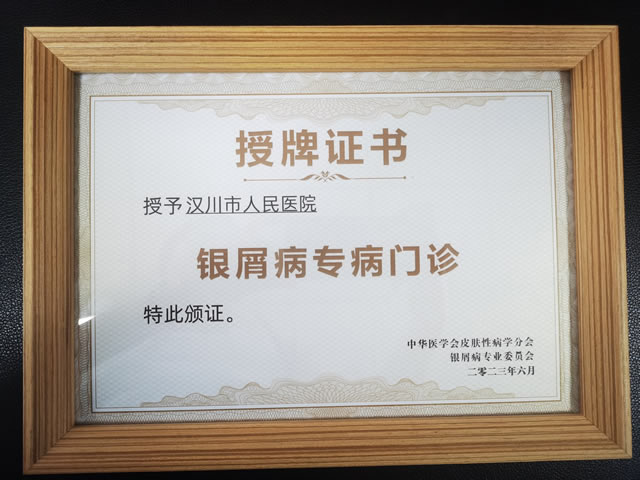 授牌证书
授予汉川市人民医院
银屑病专病门诊
特此颁证。
中华医学会皮肤性病学分会
银屑病专业委员会
二零二三年六月